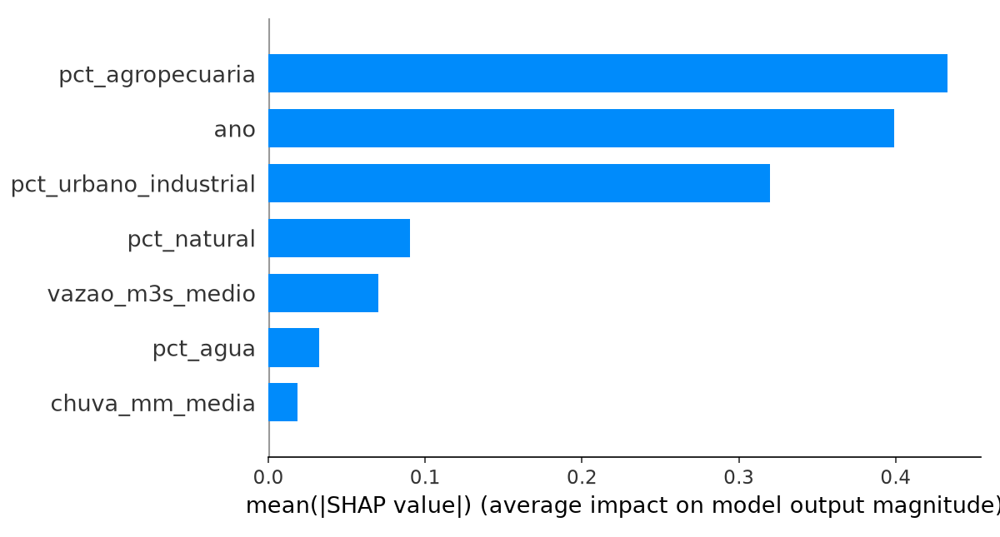 pct_agropecuaria
ano
pct_urbano_industrial
pct_natural
vazao_m3s_medio
pct_agua
chuva_mm_media
0.0 0.1 0.2 0.3 0.4
mean(|SHAP value|) (average impact on model output magnitude)